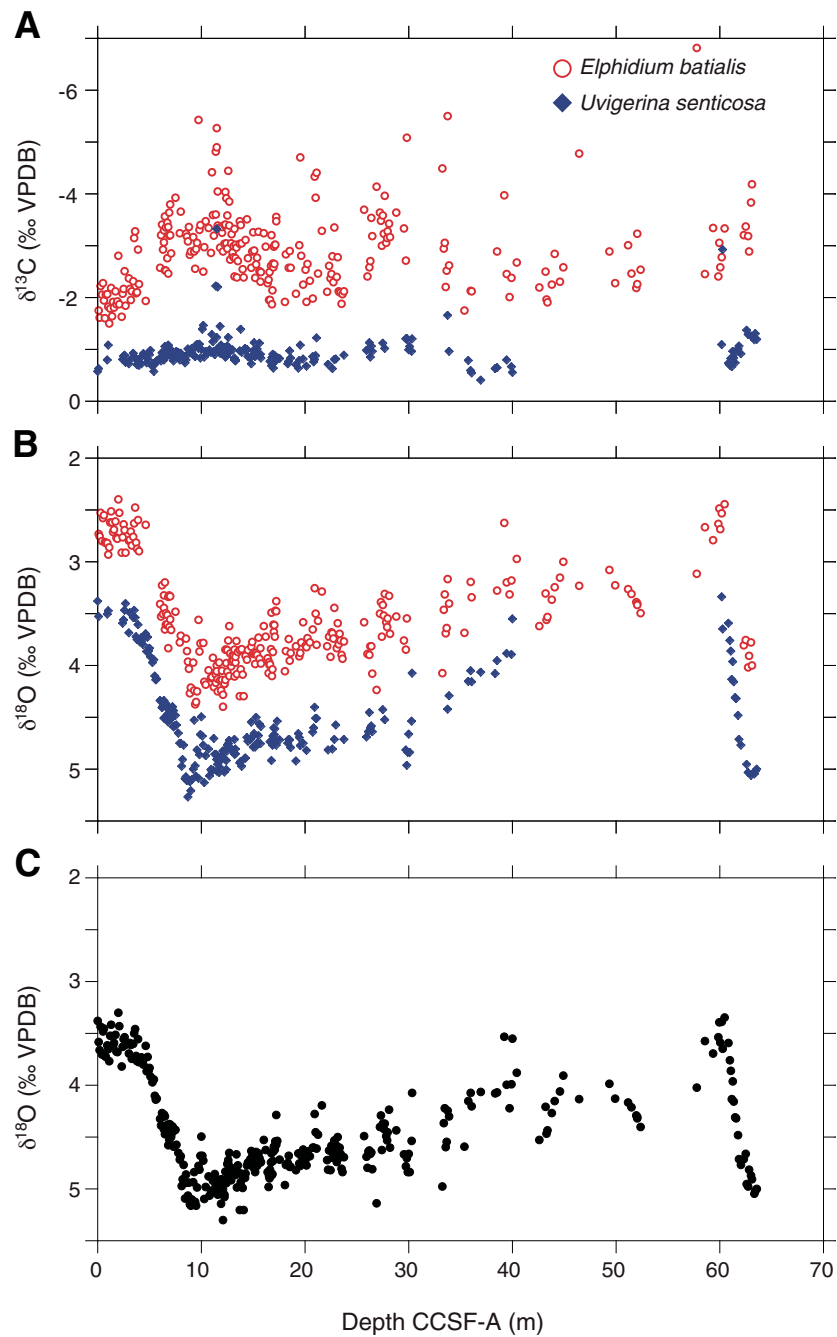 A
Elphidium batialis
Uvigerina senticosa
-6
-4
-2
0
δ13C (‰ VPDB)
B
2
3
4
5
δ18O (‰ VPDB)
C
2
3
4
5
δ18O (‰ VPDB)
0 10 20 30 40 50 60 70
Depth CCSF-A (m)